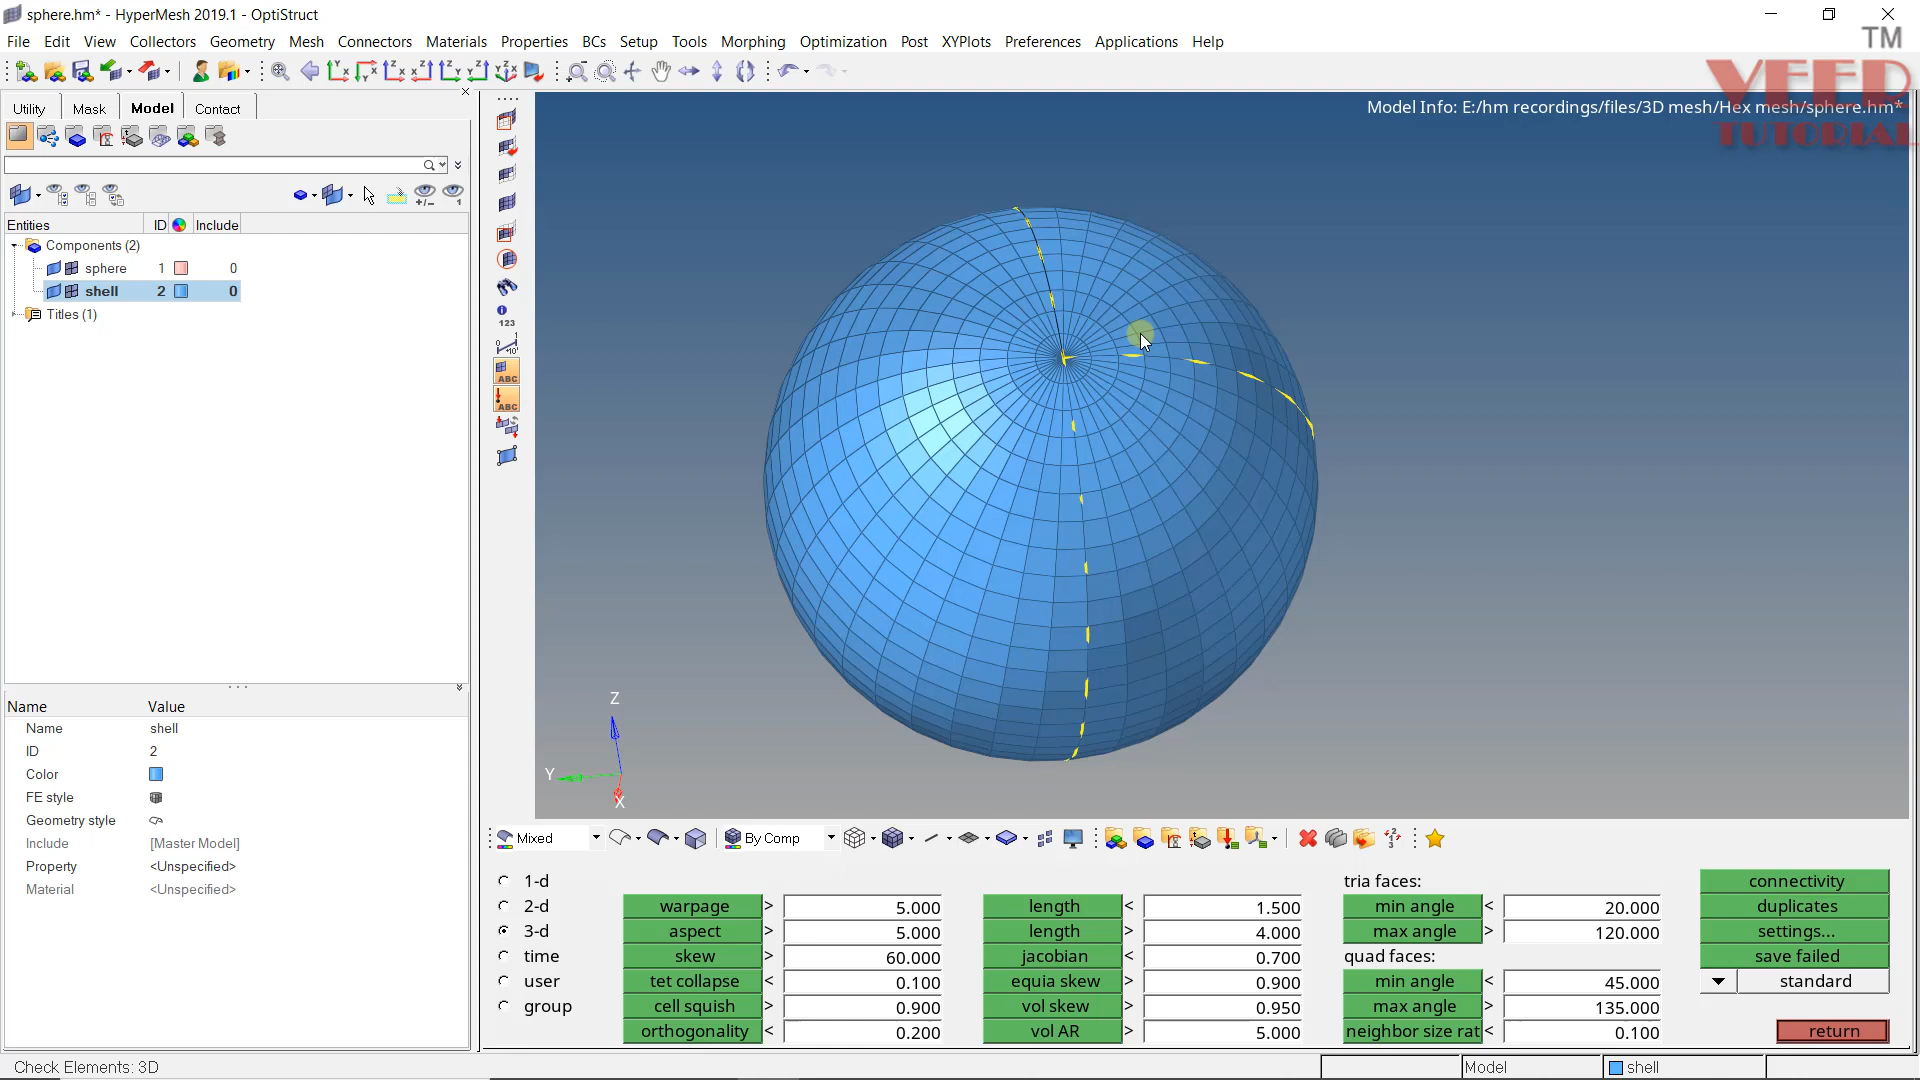 sphere.hm* - HyperMesh 2019.1 - OptiStruct
File Edit View Collectors Geometry Mesh Connectors Materials Properties BCs Setup Tools Morphing Optimization Post XYPlots Preferences Applications Help
TM
VEER
TUTORIAL
Utility Mask Model Contact
Model Info: E:/hm recordings/files/3D mesh/Hex mesh/sphere.hm*
Entities ID Include
Components (2)
sphere 1 0
shell 2 0
Titles (1)
123
ABC
ABC
Name Value
Name shell
ID 2
Color
FE style
Geometry style
Include [Master Model]
Property <Unspecified>
Material <Unspecified>
Z
Y
X
Mixed By Comp
1-d
2-d
3-d
time
user
group
warpage > 5.000
aspect > 5.000
skew > 60.000
tet collapse < 0.100
cell squish > 0.900
orthogonality < 0.200
length < 1.500
length > 4.000
jacobian < 0.700
equia skew > 0.900
vol skew > 0.950
vol AR > 5.000
tria faces:
min angle < 20.000
max angle > 120.000
quad faces:
min angle < 45.000
max angle > 135.000
neighbor size rat < 0.100
connectivity
duplicates
settings...
save failed
standard
return
Check Elements: 3D Model shell